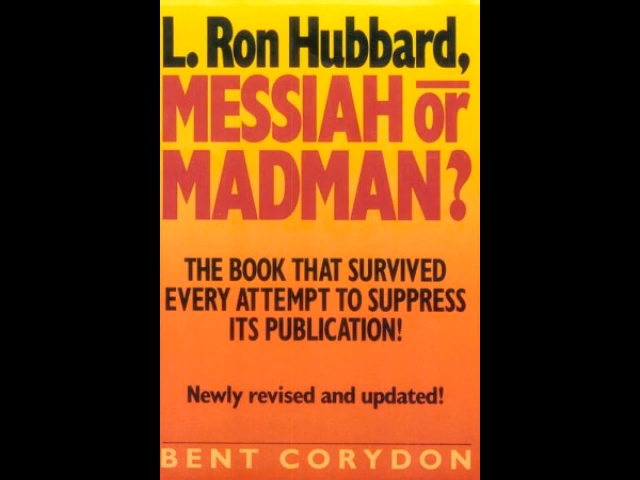 L. Ron Hubbard,
MESSIAH or
MADMAN?
THE BOOK THAT SURVIVED
EVERY ATTEMPT TO SUPPRESS
ITS PUBLICATION!
Newly revised and updated!
BENT CORYDON